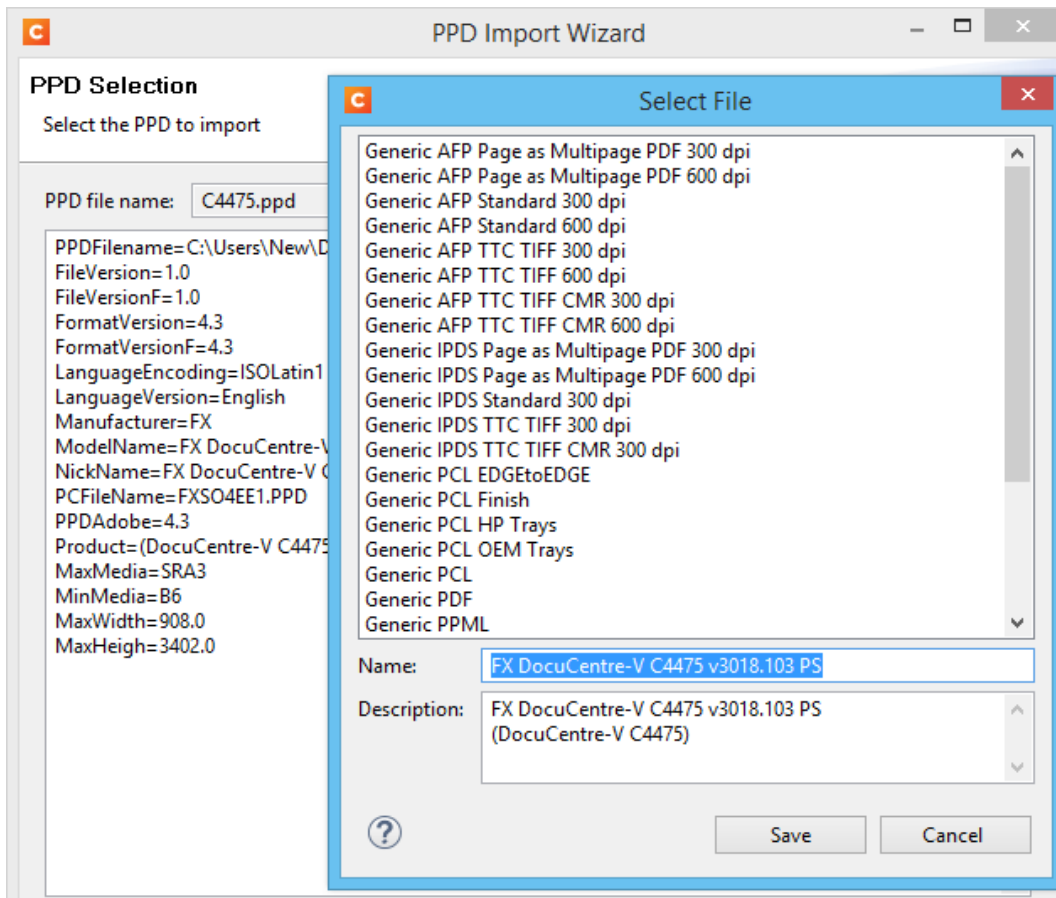 C
PPD Import Wizard
PPD Selection
Select the PPD to import
PPD file name:
C4475.ppd
PPDFilename=C:\Users\New\D
FileVersion=1.0
FileVersionF=1.0
FormatVersion=4.3
FormatVersionF=4.3
LanguageEncoding=ISOLatin1
LanguageVersion=English
Manufacturer=FX
ModelName=FX DocuCentre-V
NickName=FX DocuCentre-V C
PCFileName=FXSO4EE1.PPD
PPDAdobe=4.3
Product=(DocuCentre-V C4475
MaxMedia=SRA3
MinMedia=B6
MaxWidth=908.0
MaxHeigh=3402.0
C
Select File
Generic AFP Page as Multipage PDF 300 dpi
Generic AFP Page as Multipage PDF 600 dpi
Generic AFP Standard 300 dpi
Generic AFP Standard 600 dpi
Generic AFP TTC TIFF 300 dpi
Generic AFP TTC TIFF 600 dpi
Generic AFP TTC TIFF CMR 300 dpi
Generic AFP TTC TIFF CMR 600 dpi
Generic IPDS Page as Multipage PDF 300 dpi
Generic IPDS Page as Multipage PDF 600 dpi
Generic IPDS Standard 300 dpi
Generic IPDS TTC TIFF 300 dpi
Generic IPDS TTC TIFF CMR 300 dpi
Generic PCL EDGEtoEDGE
Generic PCL Finish
Generic PCL HP Trays
Generic PCL OEM Trays
Generic PCL
Generic PDF
Generic PPML
Name:
FX DocuCentre-V C4475 v3018.103 PS
Description:
FX DocuCentre-V C4475 v3018.103 PS
(DocuCentre-V C4475)
?
Save
Cancel